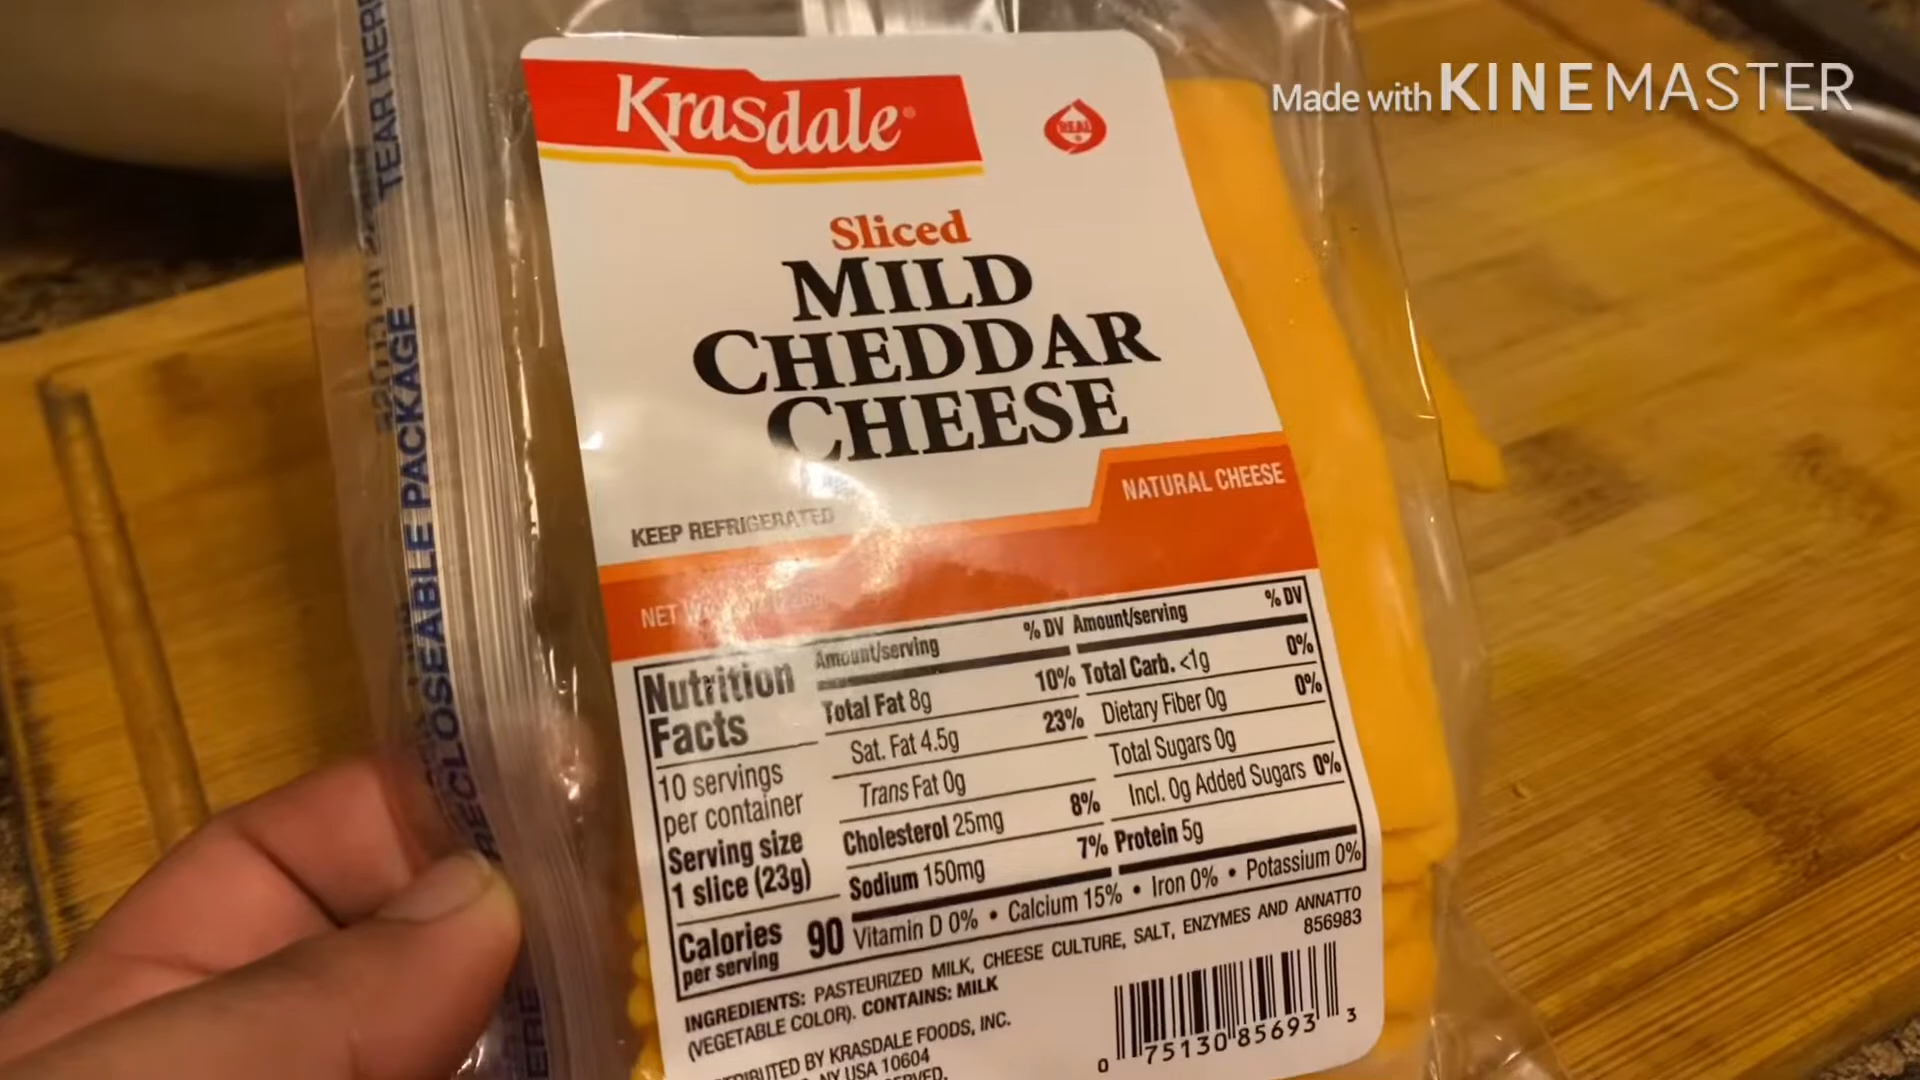 Made with KINEMASTER
TEAR HERE
RECLOSEABLE PACKAGE
Krasdale®
REAL
Sliced
MILD
CHEDDAR
CHEESE
NATURAL CHEESE
KEEP REFRIGERATED
NET
Nutrition
Facts
10 servings
per container
Serving size
1 slice (23g)
Calories 90
per serving
Amount/serving % DV
Total Fat 8g 10%
Sat. Fat 4.5g 23%
Trans Fat 0g
Cholesterol 25mg 8%
Sodium 150mg 7%
Amount/serving % DV
Total Carb. <1g 0%
Dietary Fiber 0g 0%
Total Sugars 0g
Incl. 0g Added Sugars 0%
Protein 5g
Vitamin D 0% • Calcium 15% • Iron 0% • Potassium 0%
INGREDIENTS: PASTEURIZED MILK, CHEESE CULTURE, SALT, ENZYMES AND ANNATTO
(VEGETABLE COLOR). CONTAINS: MILK
856983
BY KRASDALE FOODS, INC.
NY USA 10604
0 75130 85693 3